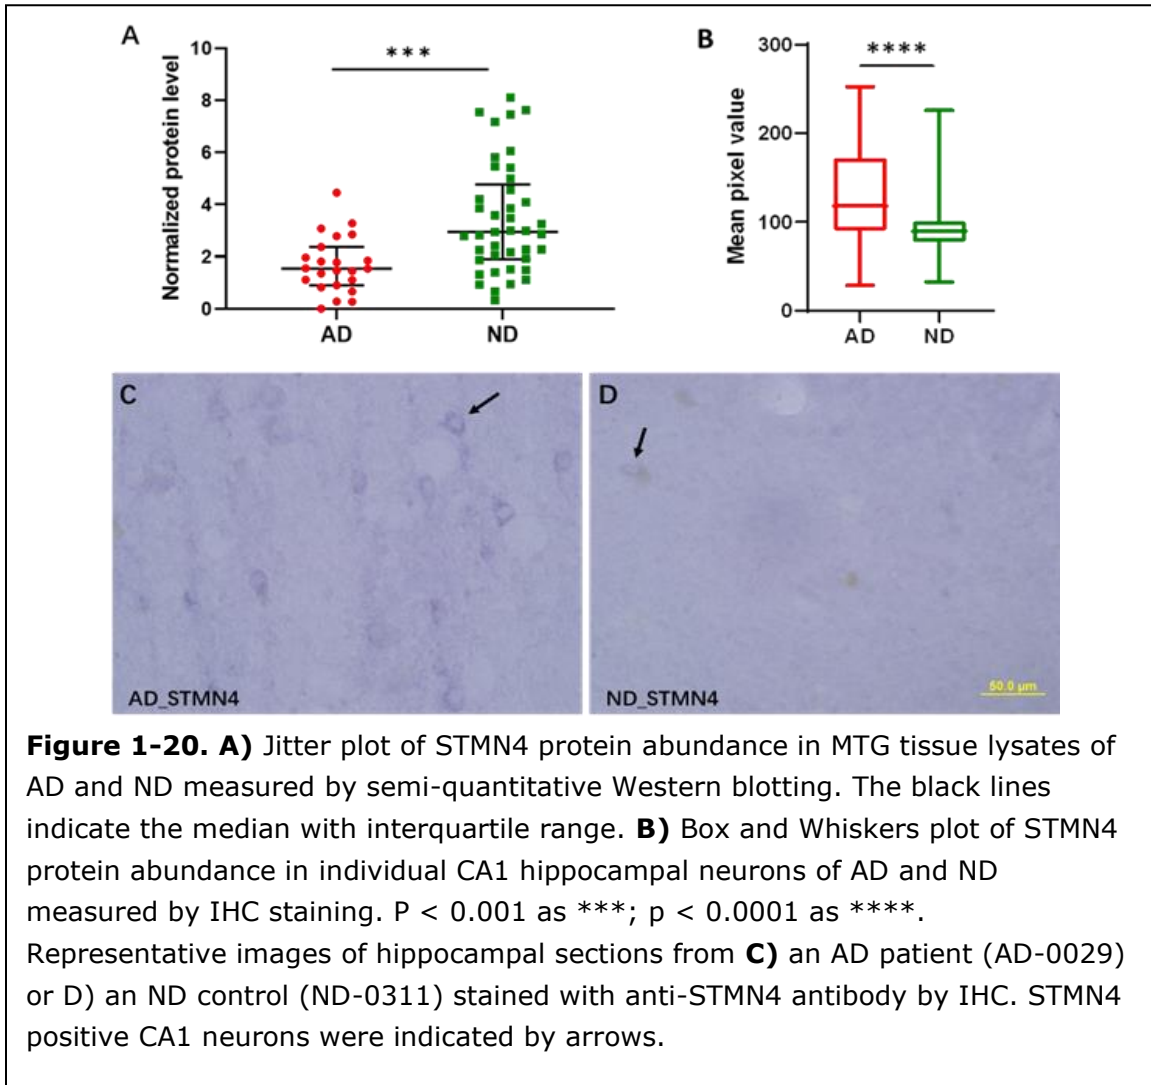 A
B
10
8
6
4
2
0
Normalized protein level
***
AD
ND
300
200
100
0
Mean pixel value
****
AD
ND
C
D
AD_STMN4
ND_STMN4
50.0 µm
Figure 1-20. A) Jitter plot of STMN4 protein abundance in MTG tissue lysates of
AD and ND measured by semi-quantitative Western blotting. The black lines
indicate the median with interquartile range. B) Box and Whiskers plot of STMN4
protein abundance in individual CA1 hippocampal neurons of AD and ND
measured by IHC staining. P < 0.001 as ***; p < 0.0001 as ****.
Representative images of hippocampal sections from C) an AD patient (AD-0029)
or D) an ND control (ND-0311) stained with anti-STMN4 antibody by IHC. STMN4
positive CA1 neurons were indicated by arrows.